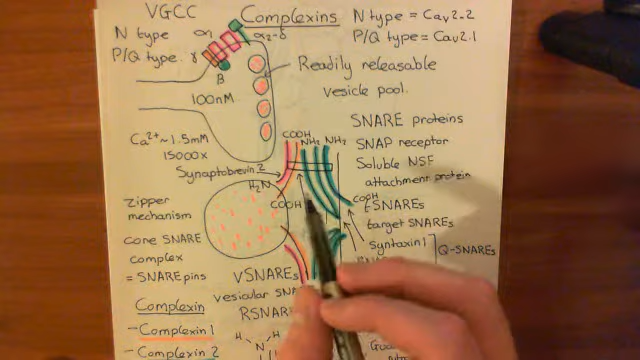 VGCC
Complexins
N type = Cav2.2
P/Q type = Cav2.1
N type
P/Q type
α1
α2-δ
γ
β
100nM
Readily releasable
vesicle pool.
Ca²⁺~1.5mM
15000x
Synaptobrevin 2
COOH
NH₂
NH₂
H₂N
COOH
COOH
SNARE proteins
SNAP receptor
Soluble NSF
attachment protein
tSNAREs
target SNAREs
Syntaxin 1
Q-SNAREs
Zipper
mechanism
core SNARE
complex
= SNAREpins
vSNAREs
vesicular
RSNAR
Complexin
- Complexin 1
- Complexin 2
H
N
H